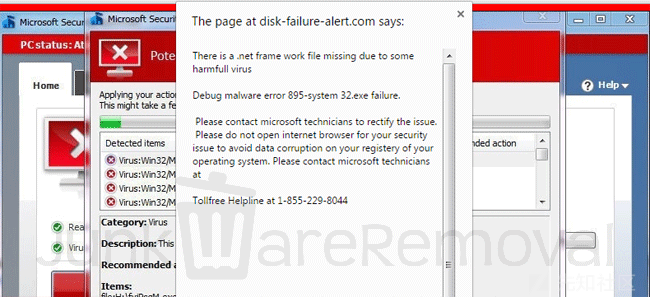 Microsoft Securi
Microsoft Sec
PC status: At
Pote
Home
Help
Applying your action
This might take a fe
Detected items
nded action
Virus:Win32/M
Virus:Win32/M
Virus:Win32/M
Virus:Win32/M
Category: Virus
Description: This
Recommended a
Items:
Rea
Viru
The page at disk-failure-alert.com says:
There is a .net frame work file missing due to some
harmfull virus
Debug malware error 895-system 32.exe failure.
Please contact microsoft technicians to rectify the issue.
Please do not open internet browser for your security
issue to avoid data corruption on your registery of your
operating system. Please contact microsoft technicians
at
Tollfree Helpline at 1-855-229-8044
JunkWareRemoval